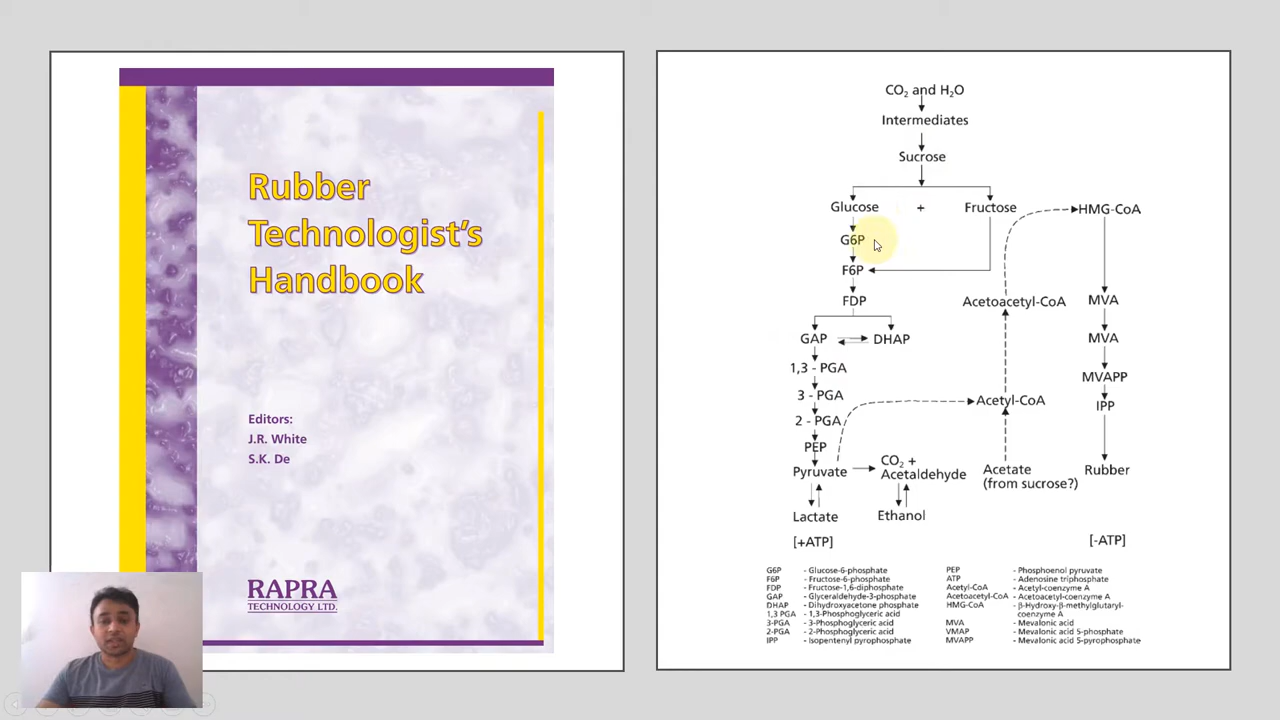 Rubber
Technologist's
Handbook
Editors:
J.R. White
S.K. De
RAPRA
TECHNOLOGY LTD.
CO₂ and H₂O
Intermediates
Sucrose
Glucose + Fructose
HMG-CoA
G6P
F6P
FDP
Acetoacetyl-CoA
MVA
GAP
DHAP
MVA
1,3 - PGA
MVAPP
3 - PGA
Acetyl-CoA
IPP
2 - PGA
PEP
Pyruvate
CO₂ +
Acetaldehyde
Acetate
(from sucrose?)
Rubber
Lactate
Ethanol
[+ATP]
[-ATP]
G6P - Glucose-6-phosphate
F6P - Fructose-6-phosphate
FDP - Fructose-1,6-diphosphate
GAP - Glyceraldehyde-3-phosphate
DHAP - Dihydroxyacetone phosphate
1,3 PGA - 1,3-Phosphoglyceric acid
3-PGA - 3-Phosphoglyceric acid
2-PGA - 2-Phosphoglyceric acid
IPP - Isopentenyl pyrophosphate
PEP - Phosphoenol pyruvate
ATP - Adenosine triphosphate
Acetyl-CoA - Acetyl-coenzyme A
Acetoacetyl-CoA - Acetoacetyl-coenzyme A
HMG-CoA - β-Hydroxy-β-methylglutaryl-
coenzyme A
MVA - Mevalonic acid
VMAP - Mevalonic acid 5-phosphate
MVAPP - Mevalonic acid 5-pyrophosphate